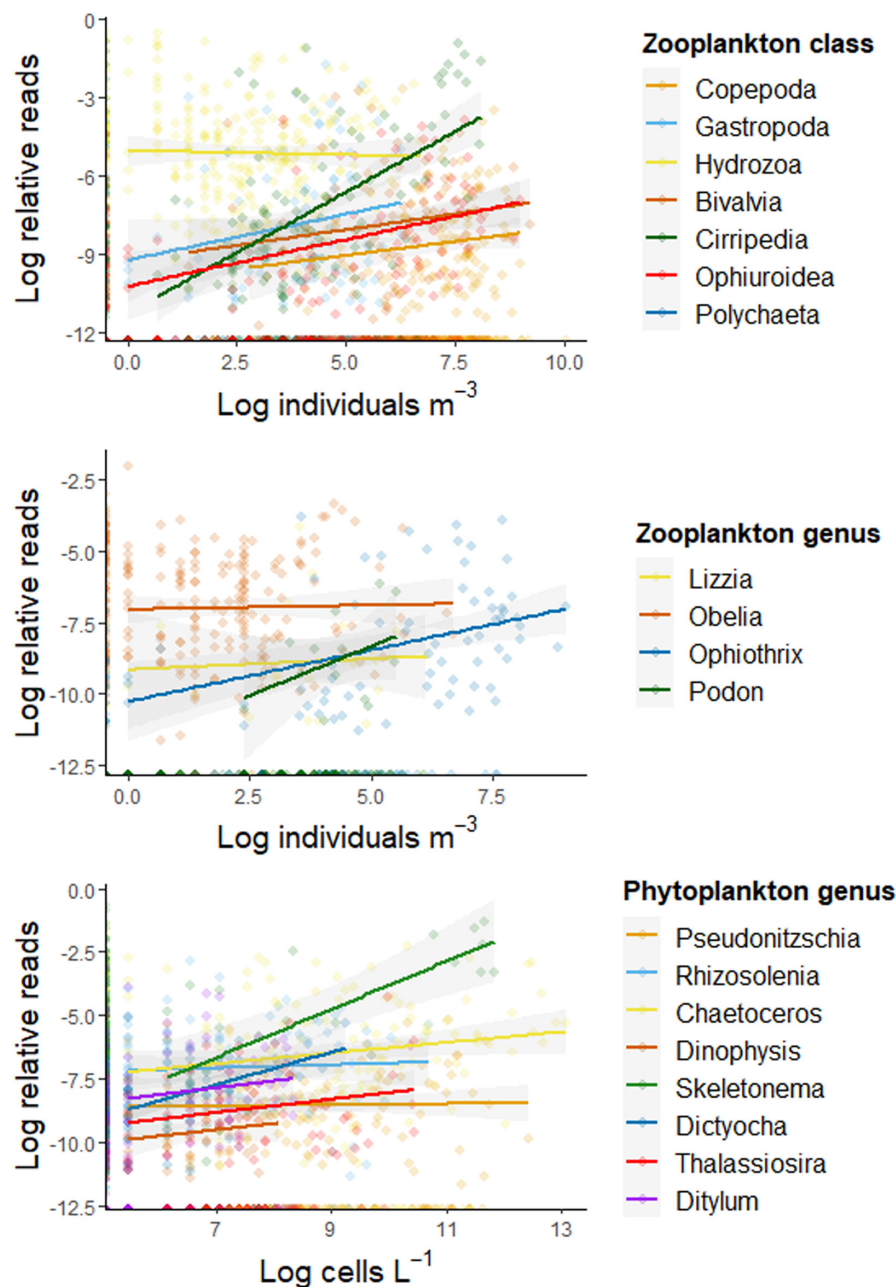 Zooplankton class
Copepoda
Gastropoda
Hydrozoa
Bivalvia
Cirripedia
Ophiuroidea
Polychaeta
Log relative reads
0
-3
-6
-9
-12
0.0 2.5 5.0 7.5 10.0
Log individuals m⁻³
Zooplankton genus
Lizzia
Obelia
Ophiothrix
Podon
Log relative reads
-2.5
-5.0
-7.5
-10.0
-12.5
0.0 2.5 5.0 7.5
Log individuals m⁻³
Phytoplankton genus
Pseudonitzschia
Rhizosolenia
Chaetoceros
Dinophysis
Skeletonema
Dictyocha
Thalassiosira
Ditylum
Log relative reads
0.0
-2.5
-5.0
-7.5
-10.0
-12.5
7 9 11 13
Log cells L⁻¹